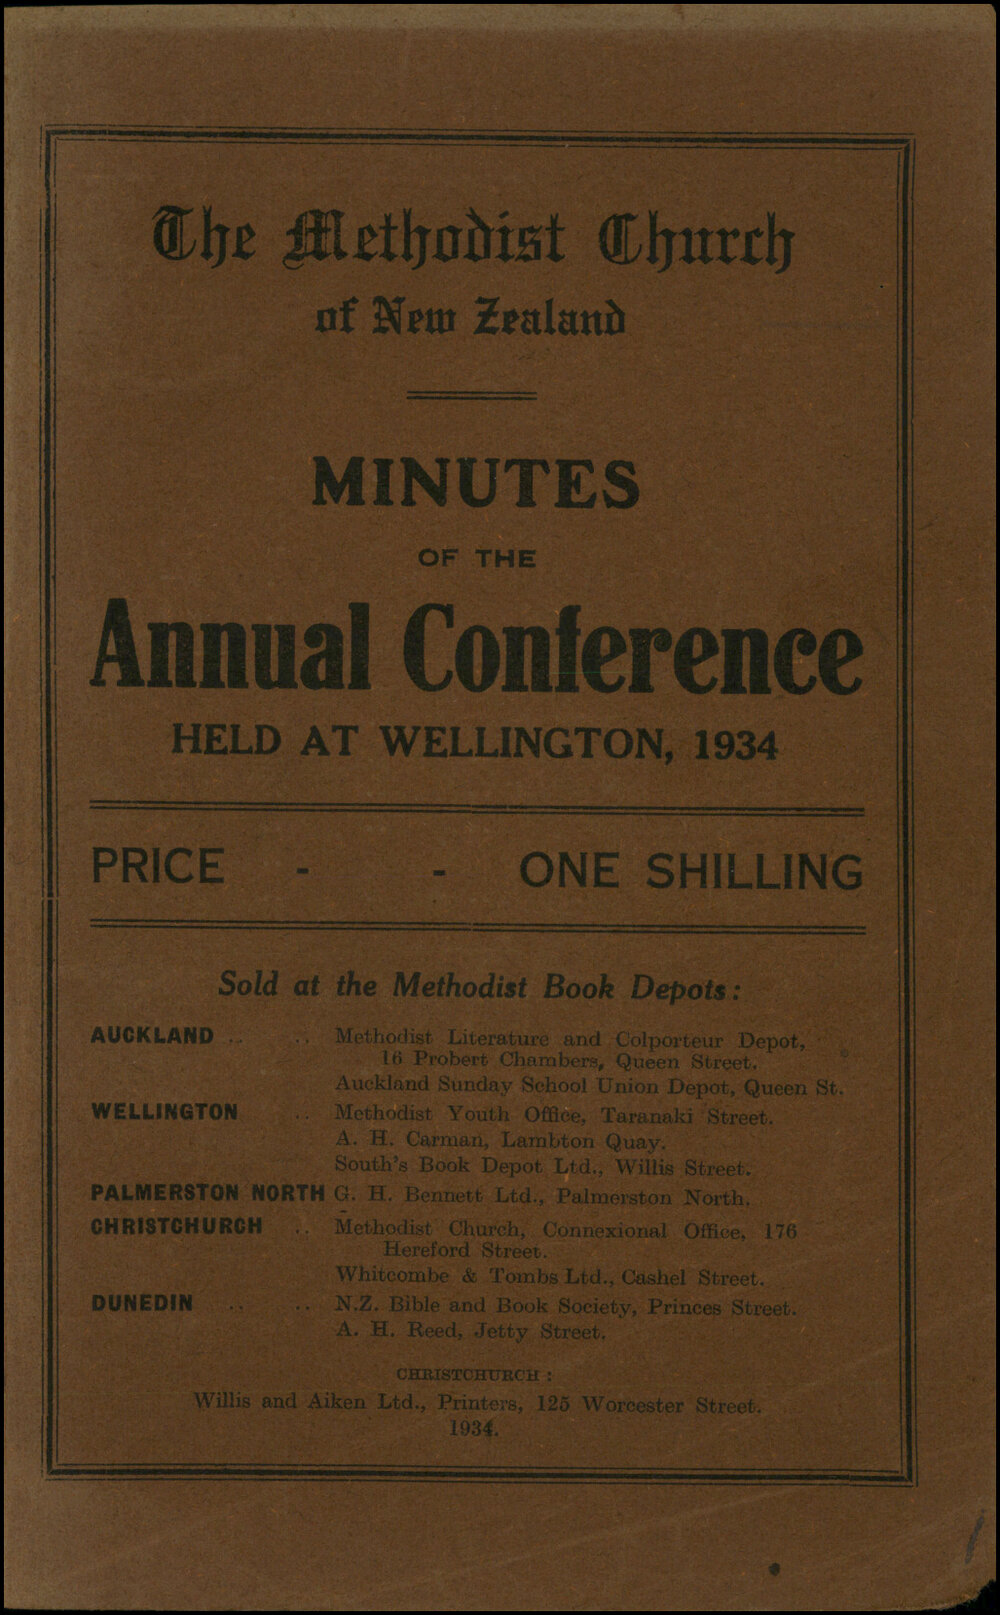 The Methodist Church
of New Zealand
MINUTES
OF THE
Annual Conference
HELD AT WELLINGTON, 1934
PRICE - - ONE SHILLING
Sold at the Methodist Book Depots:
AUCKLAND .. .. Methodist Literature and Colporteur Depot,
16 Probert Chambers, Queen Street.
Auckland Sunday School Union Depot, Queen St.
WELLINGTON .. Methodist Youth Office, Taranaki Street.
A. H. Carman, Lambton Quay.
South's Book Depot Ltd., Willis Street.
PALMERSTON NORTH G. H. Bennett Ltd., Palmerston North.
CHRISTCHURCH .. Methodist Church, Connexional Office, 176
Hereford Street.
Whitcombe & Tombs Ltd., Cashel Street.
DUNEDIN .. .. N.Z. Bible and Book Society, Princes Street.
A. H. Reed, Jetty Street.
CHRISTCHURCH:
Willis and Aiken Ltd., Printers, 125 Worcester Street.
1934.